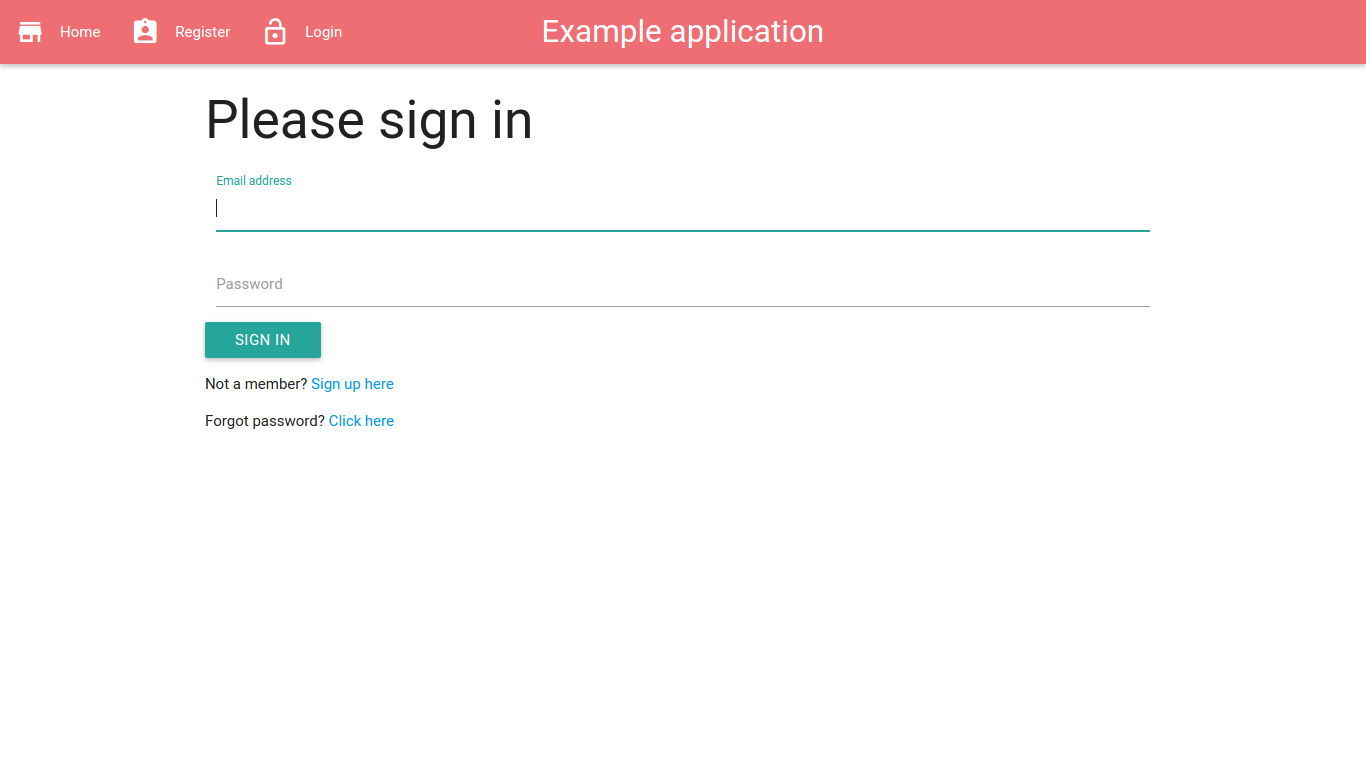 Home Register Login Example application
Please sign in
Email address
Password
SIGN IN
Not a member? Sign up here
Forgot password? Click here